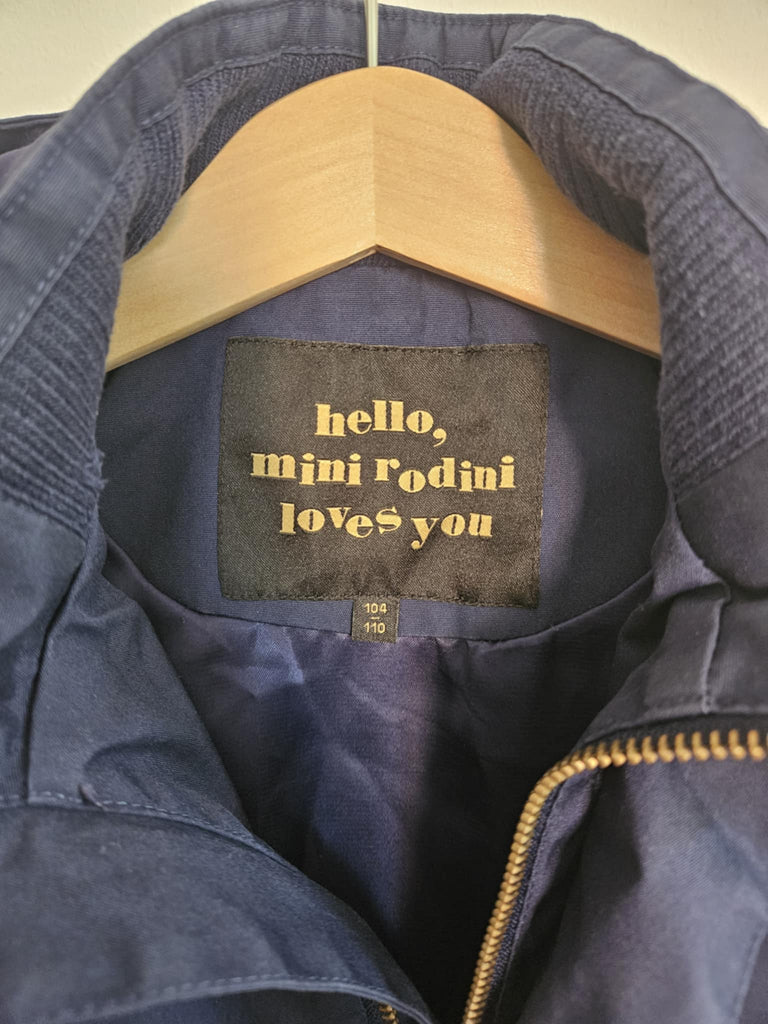 hello,
mini rodini
loves you
104
110